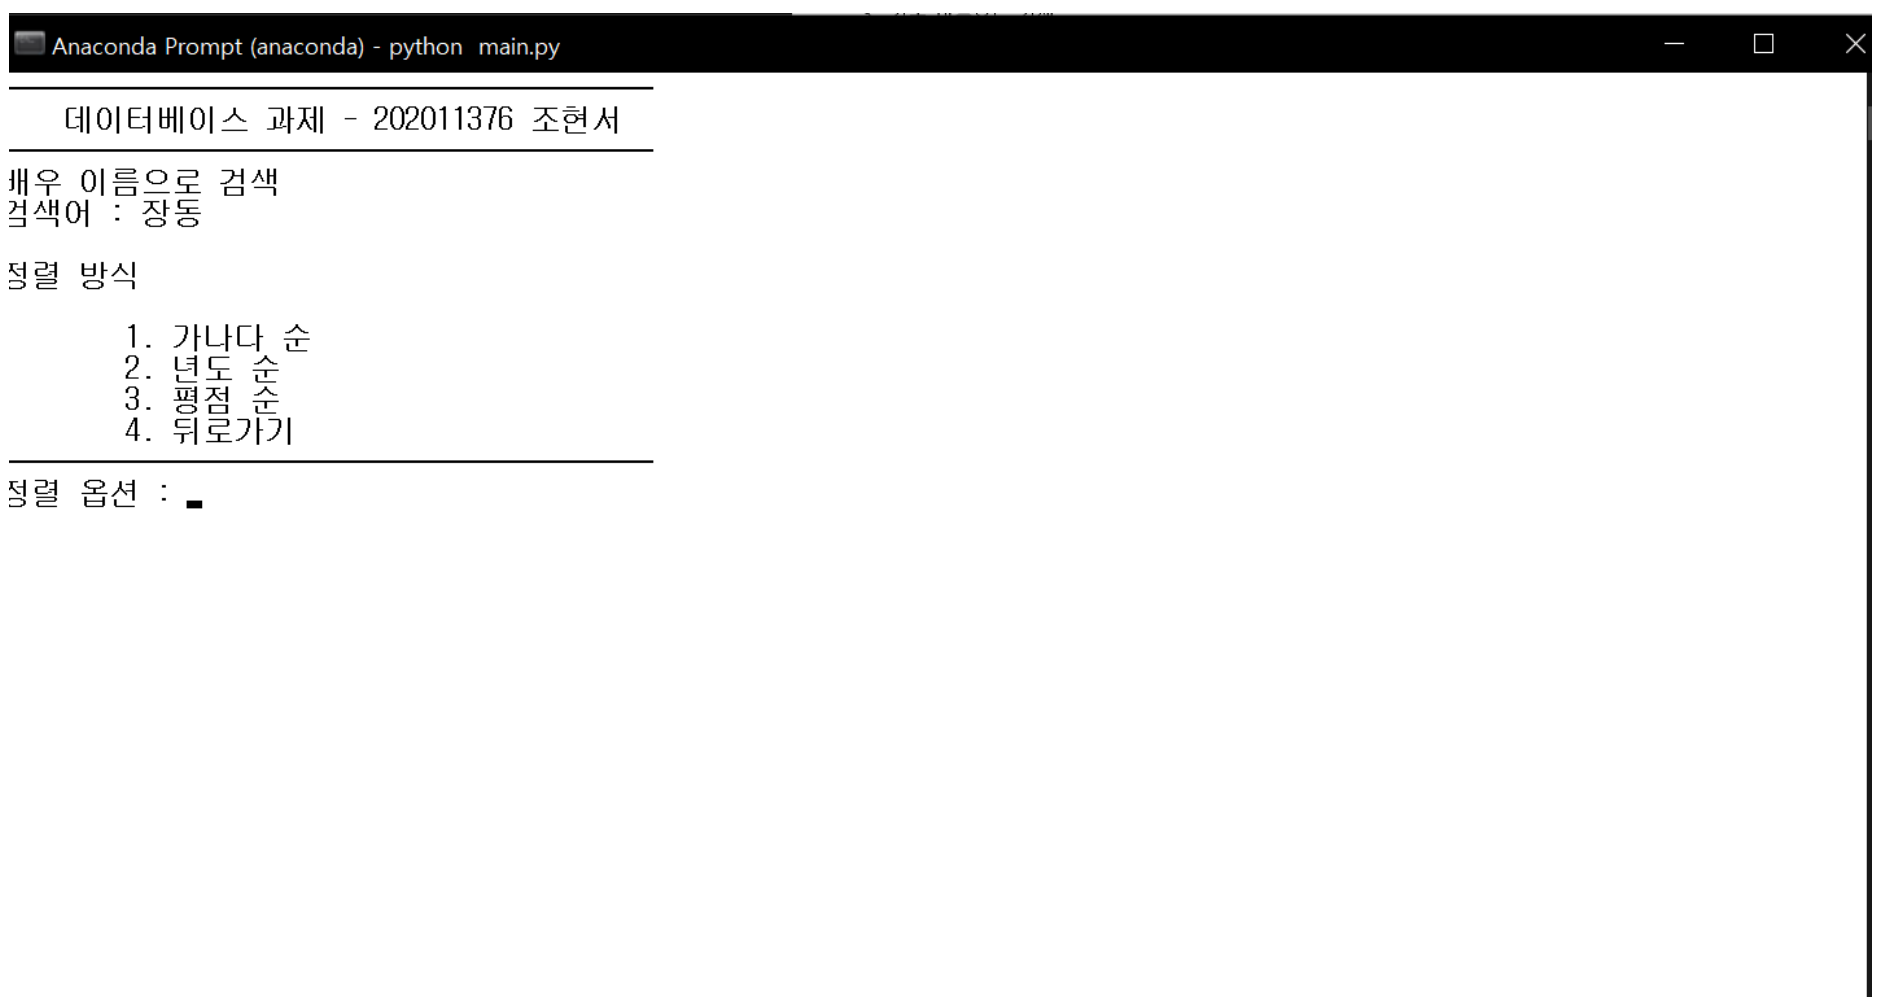 Anaconda Prompt (anaconda) - python  main.py
데이터베이스 과제 - 202011376 조현서
배우 이름으로 검색
검색어 : 장동
정렬 방식
1. 가나다 순
2. 년도 순
3. 평점 순
4. 뒤로가기
정렬 옵션 :